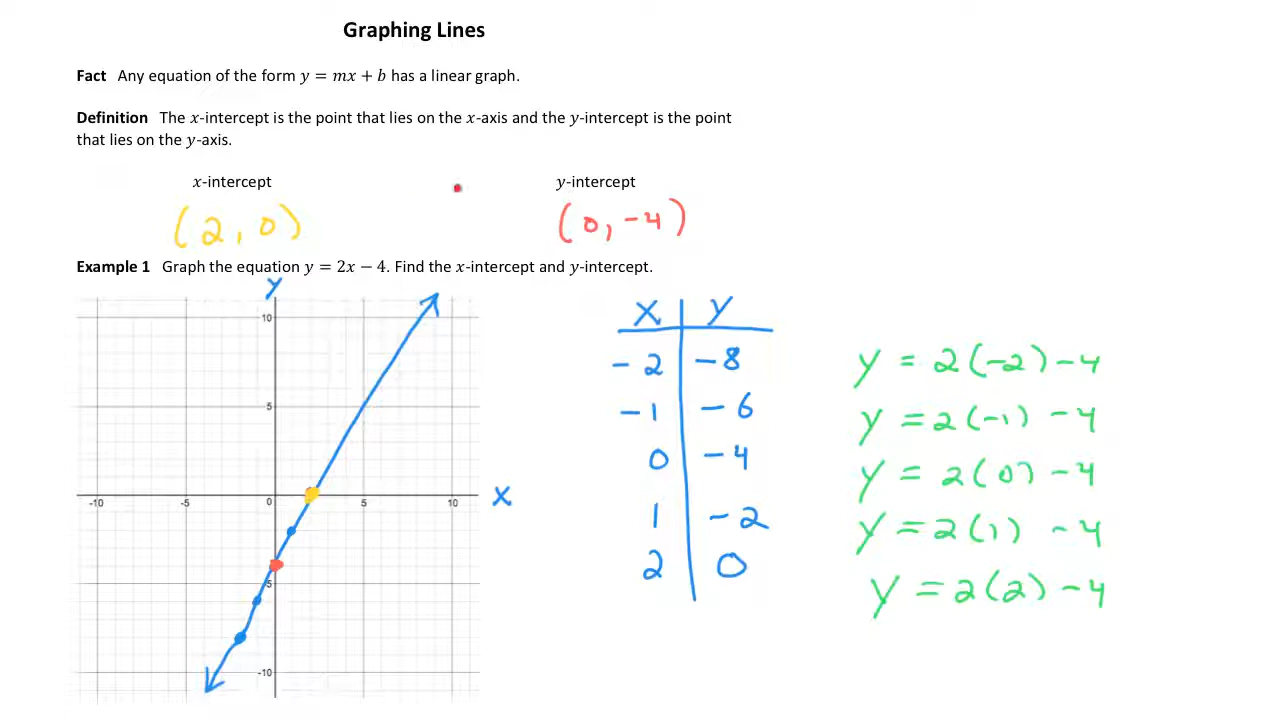 Graphing Lines
Fact Any equation of the form y = mx + b has a linear graph.
Definition The x-intercept is the point that lies on the x-axis and the y-intercept is the point
that lies on the y-axis.
x-intercept y-intercept
(2, 0) (0, -4)
Example 1 Graph the equation y = 2x − 4. Find the x-intercept and y-intercept.
y
10
5
-10 -5 0 5 10 x
-5
-10
x y
-2 -8
-1 -6
0 -4
1 -2
2 0
y = 2(-2) - 4
y = 2(-1) - 4
y = 2(0) - 4
y = 2(1) - 4
y = 2(2) - 4